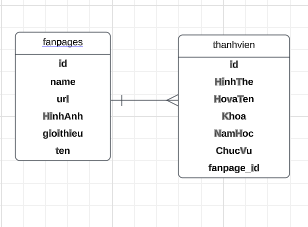 fanpages
id
name
url
HinhAnh
gioithieu
ten
thanhvien
id
HinhThe
HovaTen
Khoa
NamHoc
ChucVu
fanpage_id